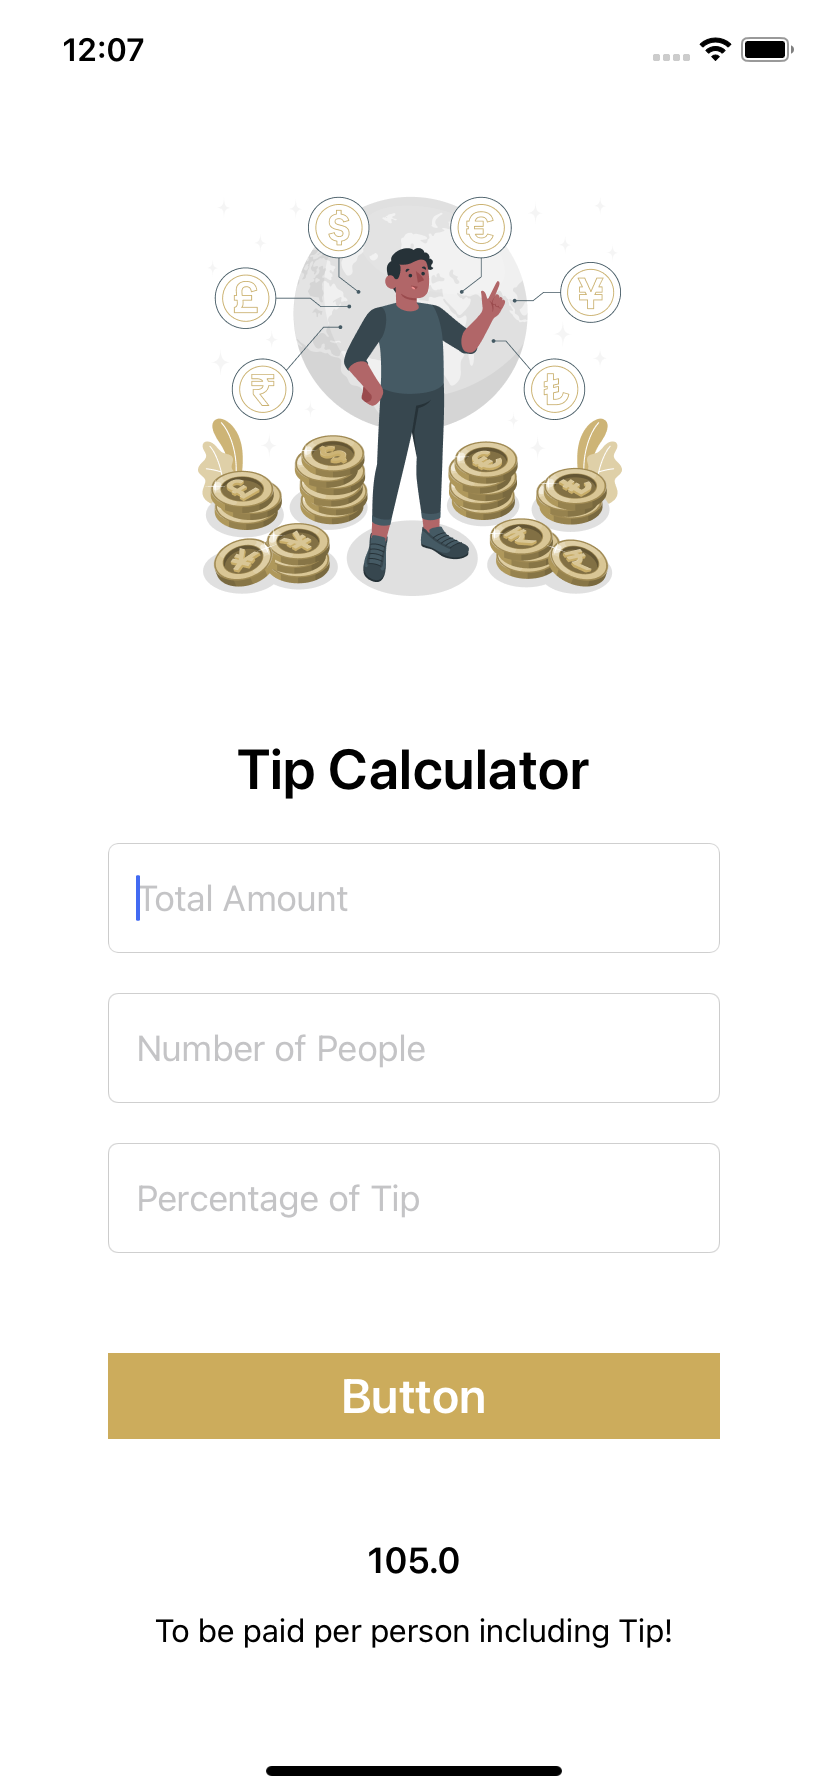 12:07
$
€
£
¥
₹
₺
Tip Calculator
Total Amount
Number of People
Percentage of Tip
Button
105.0
To be paid per person including Tip!